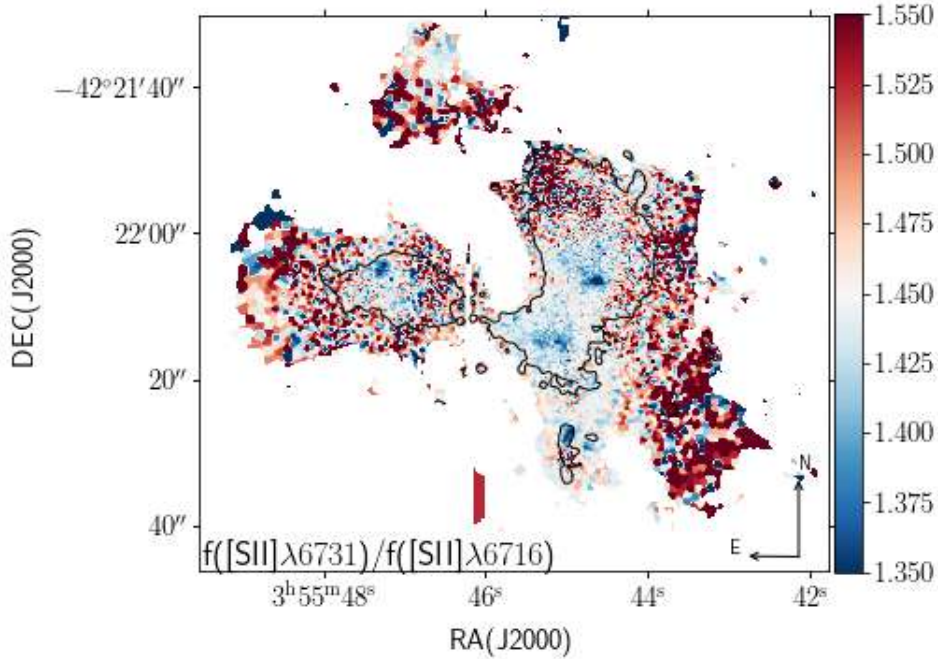 −42°21′40″
22′00″
20″
40″
DEC(J2000)
f([SII]λ6731)/f([SII]λ6716)
N
E
3ʰ55ᵐ48ˢ
46ˢ
44ˢ
42ˢ
RA(J2000)
1.550
1.525
1.500
1.475
1.450
1.425
1.400
1.375
1.350